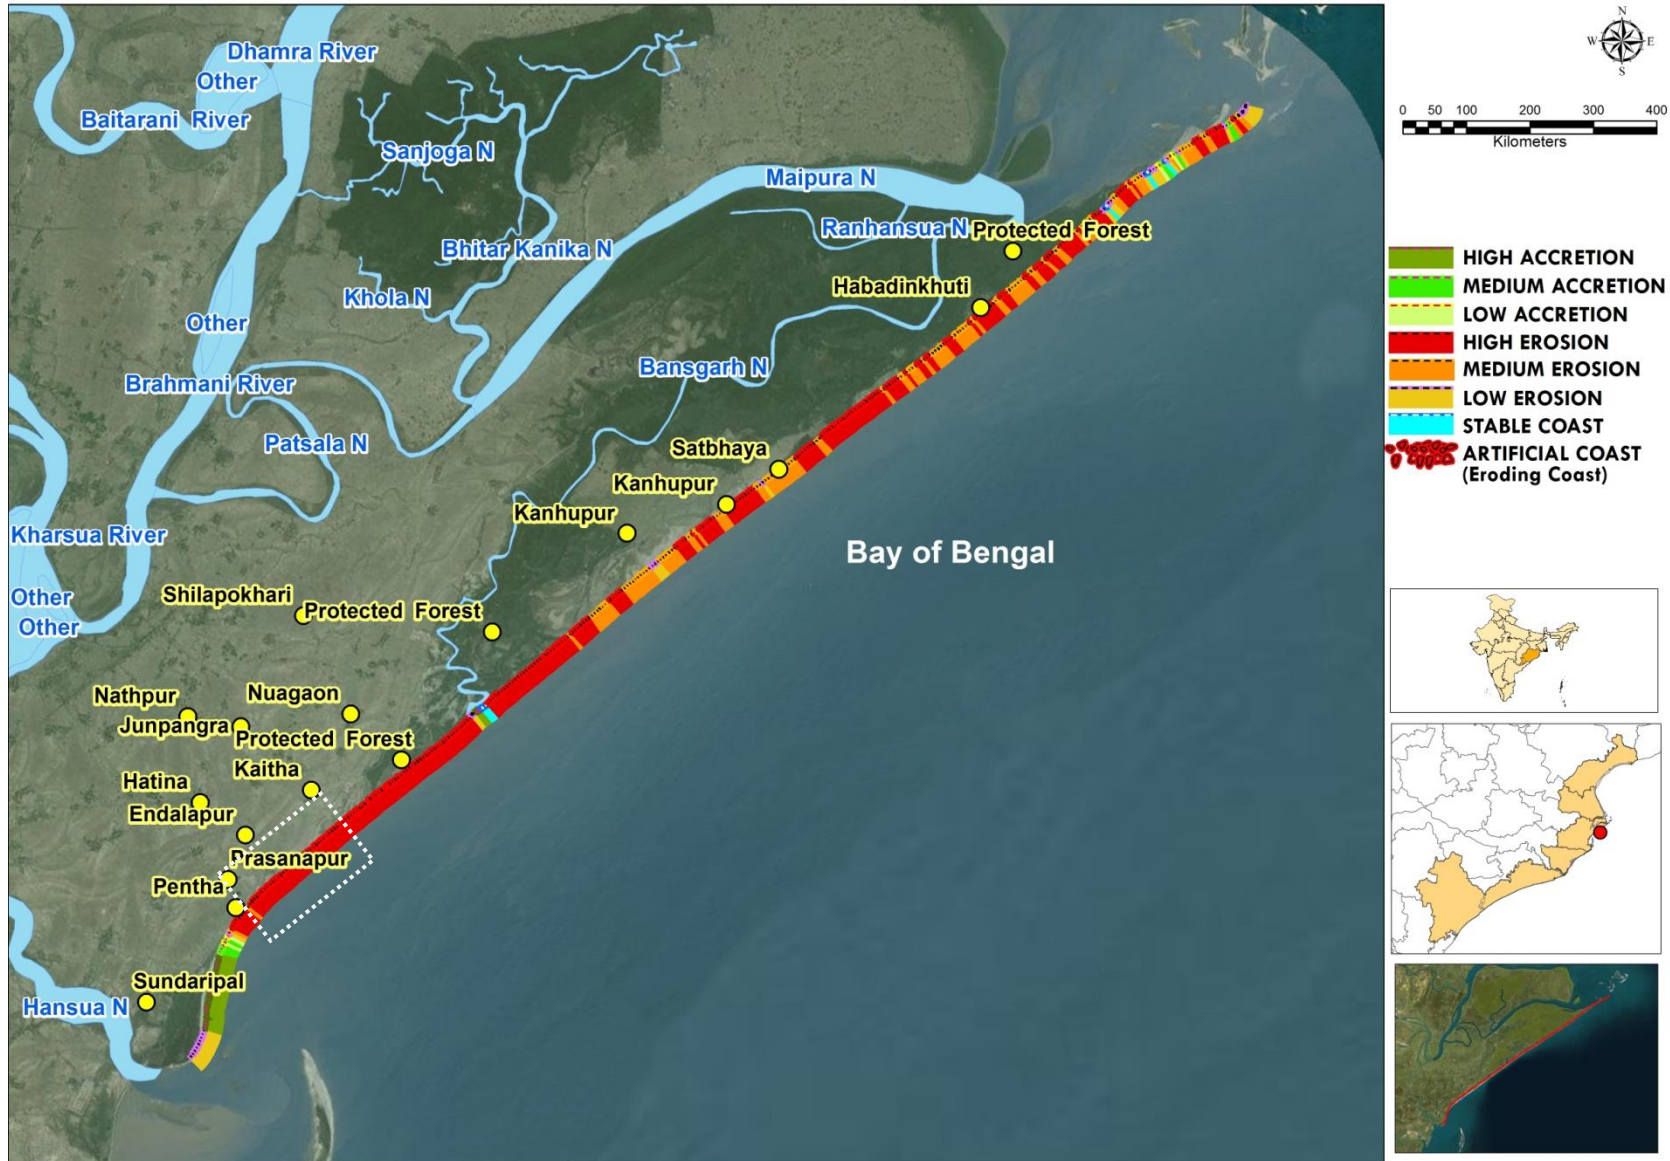 Dhamra River
Other
Baitarani River
Sanjoga N
Maipura N
Ranhansua N
Protected Forest
Bhitar Kanika N
Habadinkhuti
Khola N
Other
Bansgarh N
Brahmani River
Patsala N
Satbhaya
Kanhupur
Kanhupur
Kharsua River
Bay of Bengal
Other
Other
Shilapokhari
Protected Forest
Nathpur
Nuagaon
Junpangra
Protected Forest
Kaitha
Hatina
Endalapur
Prasanapur
Pentha
Sundaripal
Hansua N
N
W
E
S
0 50 100 200 300 400
Kilometers
HIGH ACCRETION
MEDIUM ACCRETION
LOW ACCRETION
HIGH EROSION
MEDIUM EROSION
LOW EROSION
STABLE COAST
ARTIFICIAL COAST
(Eroding Coast)